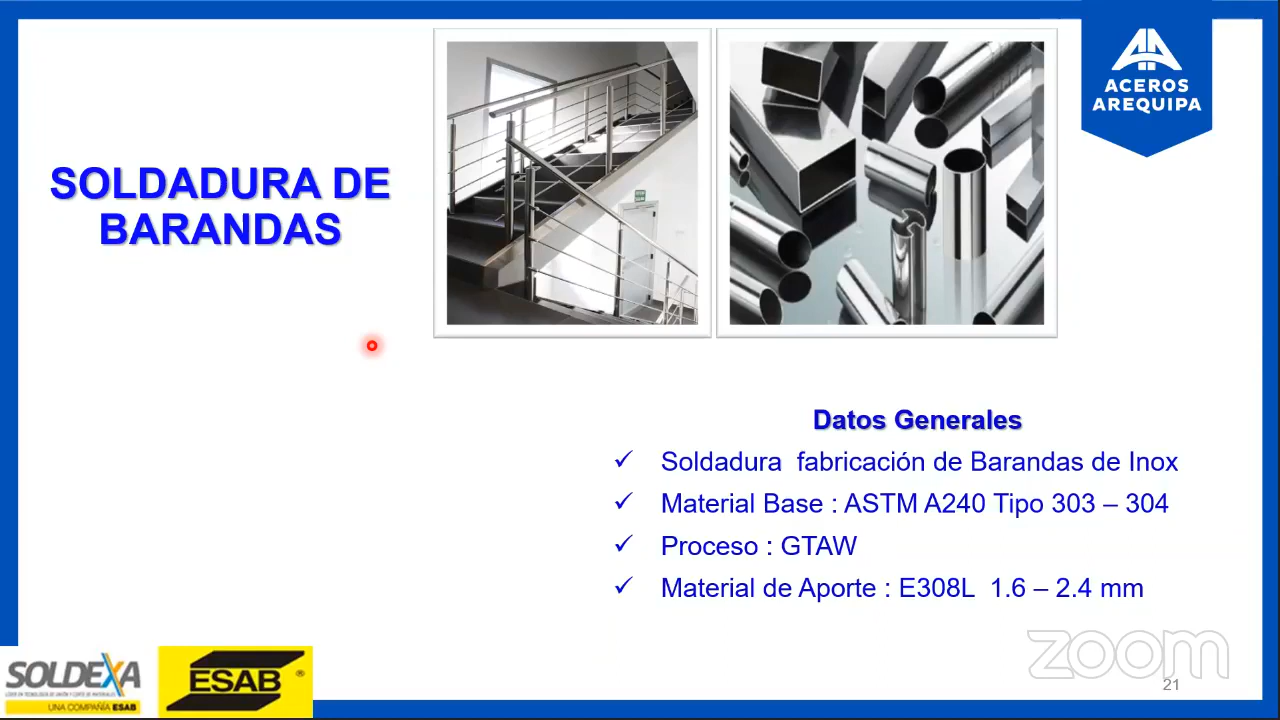 ACEROS
AREQUIPA
SOLDADURA DE
BARANDAS
Datos Generales
✓ Soldadura fabricación de Barandas de Inox
✓ Material Base : ASTM A240 Tipo 303 – 304
✓ Proceso : GTAW
✓ Material de Aporte : E308L 1.6 – 2.4 mm
SOLDEXA
UNA COMPAÑÍA ESAB
ESAB ®
zoom
21